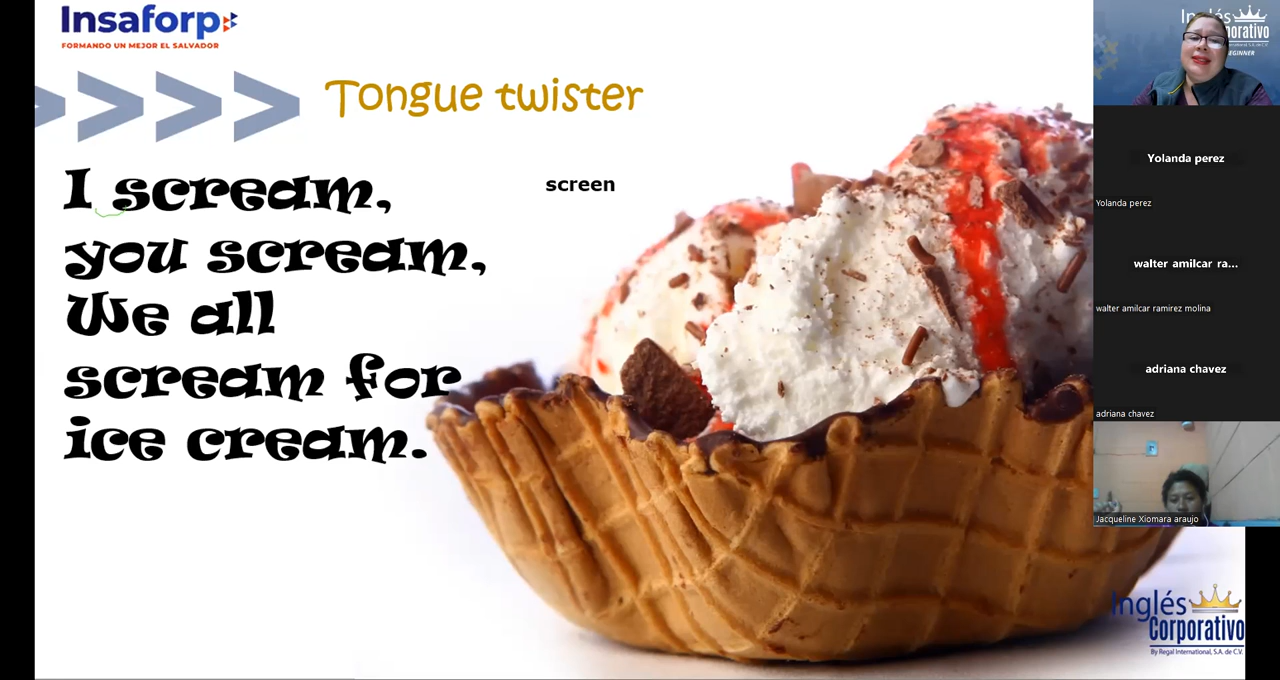 Insaforp
FORMANDO UN MEJOR EL SALVADOR
Tongue twister
I scream,
you scream,
We all
scream for
ice cream.
screen
Inglés
Corporativo
By Regal International, S.A. de C.V.
Yolanda perez
Yolanda perez
walter amilcar ra...
walter amilcar ramirez molina
adriana chavez
adriana chavez
Jacqueline Xiomara araujo